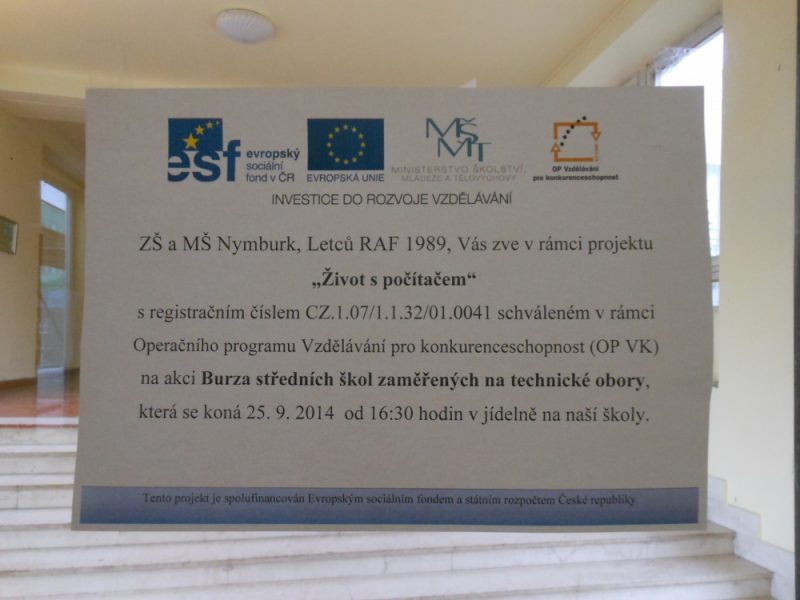 esf evropský
sociální
fond v ČR
EVROPSKÁ UNIE
MŠMT
MINISTERSTVO ŠKOLSTVÍ,
MLÁDEŽE A TĚLOVÝCHOVY
OP Vzdělávání
pro konkurenceschopnost
INVESTICE DO ROZVOJE VZDĚLÁVÁNÍ
ZŠ a MŠ Nymburk, Letců RAF 1989, Vás zve v rámci projektu
„Život s počítačem“
s registračním číslem CZ.1.07/1.1.32/01.0041 schváleném v rámci
Operačního programu Vzdělávání pro konkurenceschopnost (OP VK)
na akci Burza středních škol zaměřených na technické obory,
která se koná 25. 9. 2014 od 16:30 hodin v jídelně na naší školy.
Tento projekt je spolufinancován Evropským sociálním fondem a státním rozpočtem České republiky.